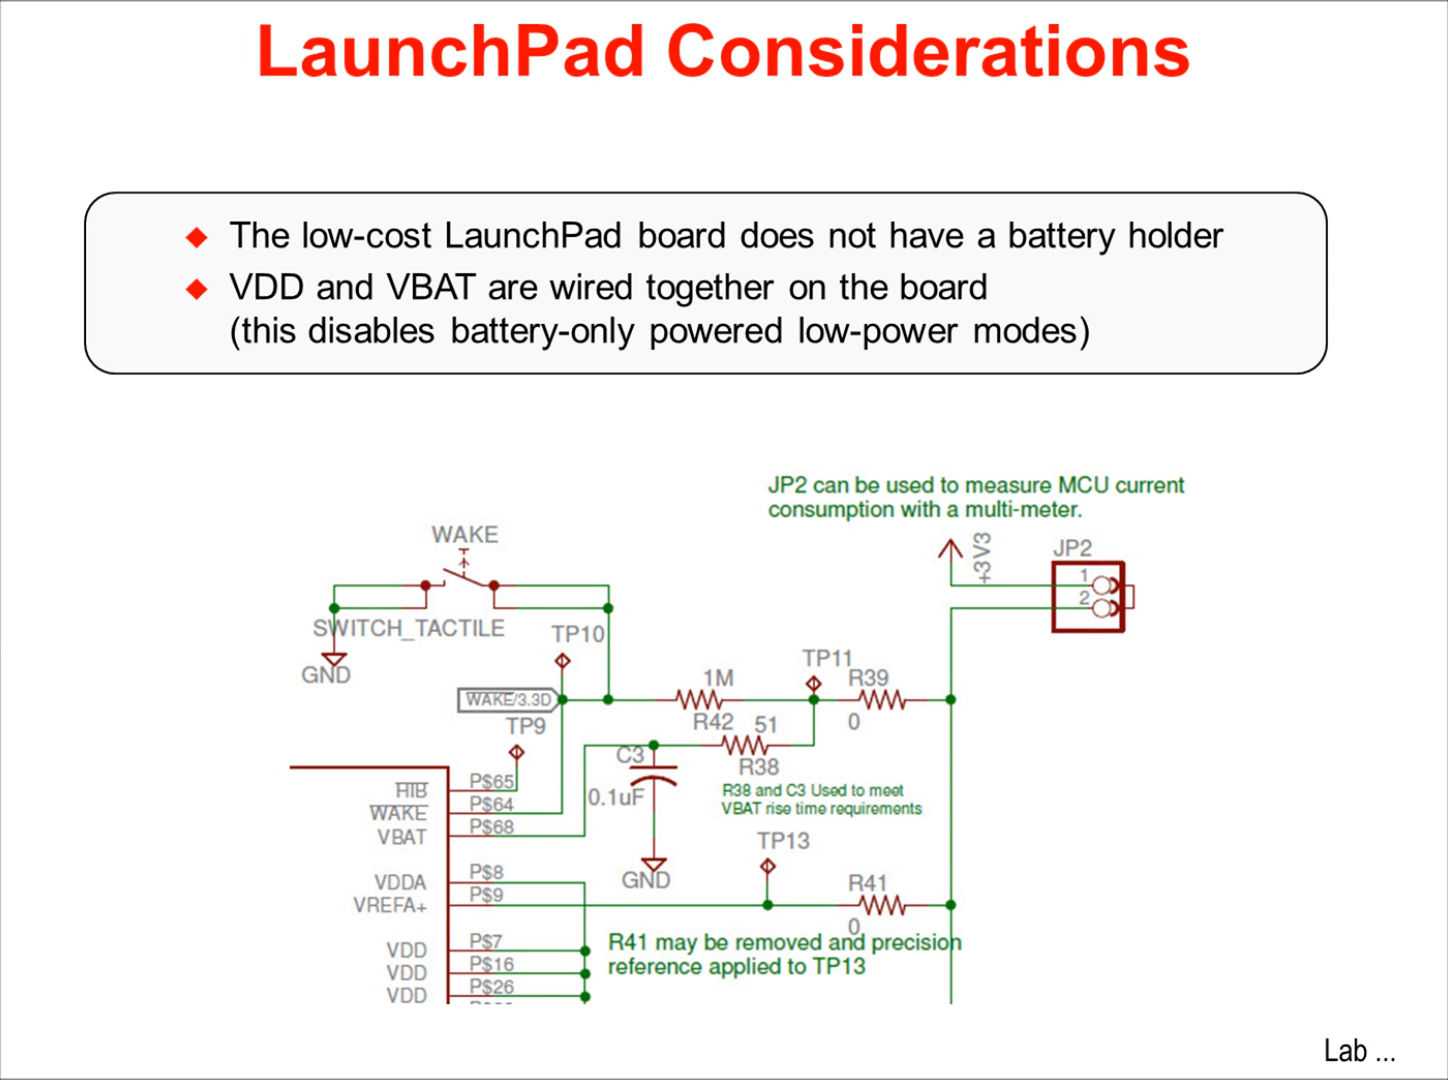 LaunchPad Considerations
The low-cost LaunchPad board does not have a battery holder
VDD and VBAT are wired together on the board
(this disables battery-only powered low-power modes)
JP2 can be used to measure MCU current
consumption with a multi-meter.
WAKE
+3V3
JP2
1
2
SWITCH_TACTILE
TP10
GND
TP11
1M
R39
WAKE/3.3D
TP9
R42
51
0
C3
R38
P$65
HIB
0.1uF
R38 and C3 Used to meet
VBAT rise time requirements
P$64
WAKE
P$68
VBAT
TP13
GND
P$8
VDDA
R41
P$9
VREFA+
0
P$7
VDD
R41 may be removed and precision
reference applied to TP13
P$16
VDD
P$26
VDD
Lab ...